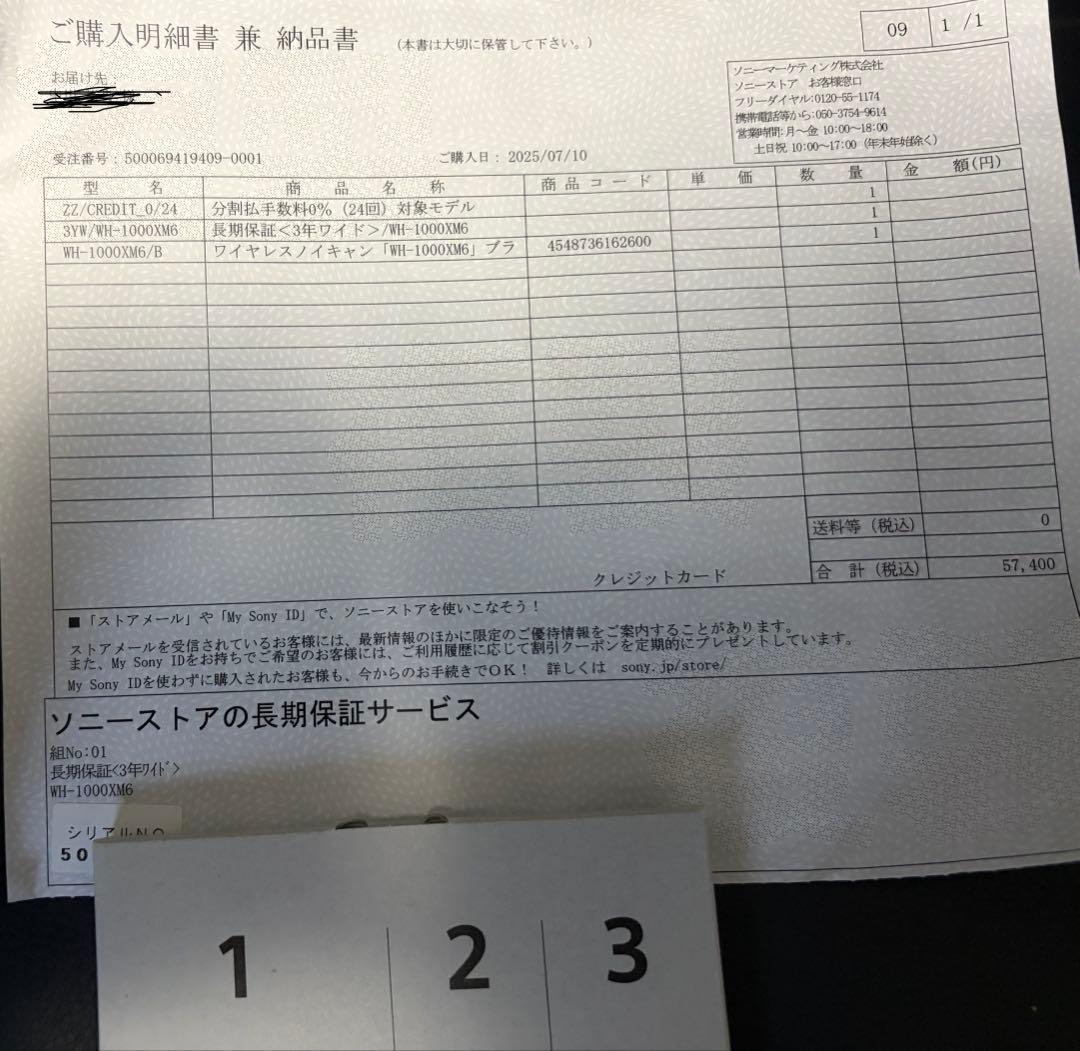 ご購入明細書 兼 納品書 (本書は大切に保管して下さい。)
09 1 /1
お届け先:
ソニーマーケティング株式会社
ソニーストア お客様窓口
フリーダイヤル:0120-55-1174
携帯電話等から:050-3754-9614
営業時間:月～金 10:00～18:00
土日祝 10:00～17:00 (年末年始除く)
受注番号:500069419409-0001 ご購入日:2025/07/10
型 名 商 品 名 称 商品コード 単 価 数 量 金 額(円)
ZZ/CREDIT_0/24 分割払手数料0% (24回) 対象モデル 1
3YW/WH-1000XM6 長期保証<3年ワイド>/WH-1000XM6 1
WH-1000XM6/B ワイヤレスノイキャン「WH-1000XM6」ブラ 4548736162600 1
送料等 (税込) 0
クレジットカード 合 計 (税込) 57,400
■「ストアメール」や「My Sony ID」で、ソニーストアを使いこなそう!
ストアメールを受信されているお客様には、最新情報のほかに限定のご優待情報をご案内することがあります。
また、My Sony IDをお持ちでご希望のお客様には、ご利用履歴に応じて割引クーポンを定期的にプレゼントしています。
My Sony IDを使わずに購入されたお客様も、今からのお手続きでOK! 詳しくは sony.jp/store/
ソニーストアの長期保証サービス
組No:01
長期保証<3年ﾜｲﾄﾞ>
WH-1000XM6
シリアルNO
50
1 2 3